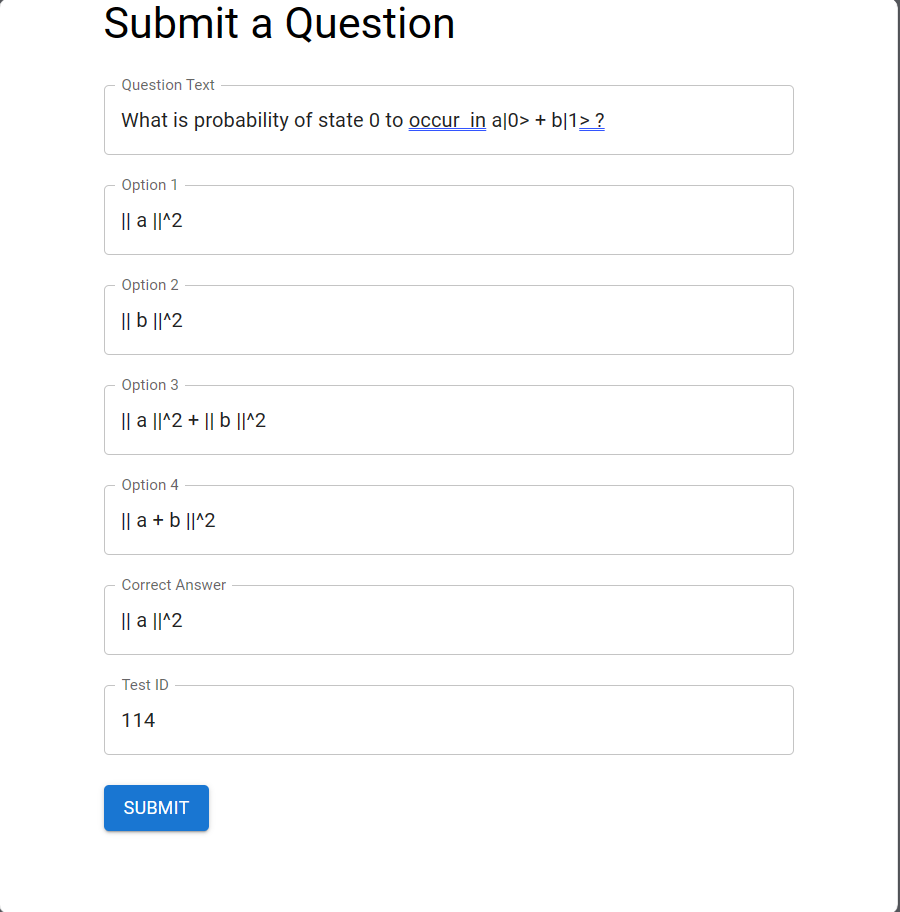 Submit a Question
Question Text
What is probability of state 0 to occur  in a|0> + b|1> ?
Option 1
|| a ||^2
Option 2
|| b ||^2
Option 3
|| a ||^2 + || b ||^2
Option 4
|| a + b ||^2
Correct Answer
|| a ||^2
Test ID
114
SUBMIT